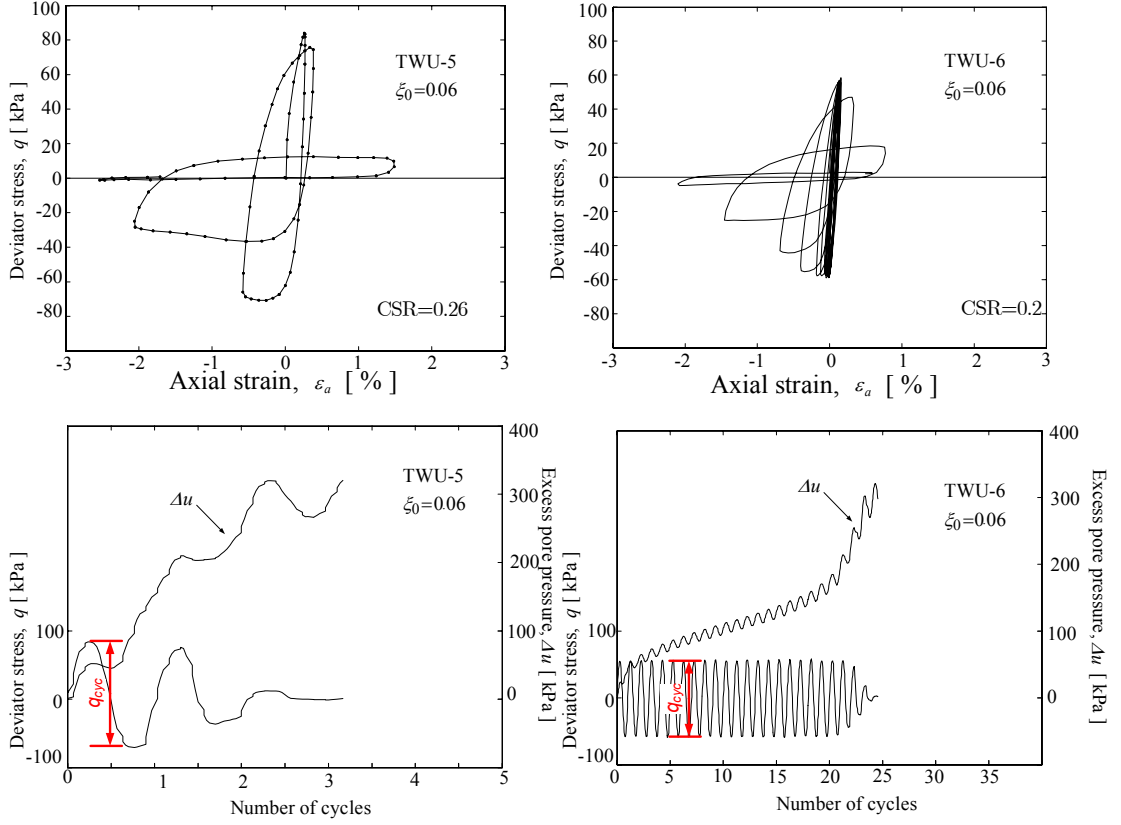 80
60
40
20
0
-20
-40
-60
-80
Deviator stress, q [ kPa]
TWU-5
ξ₀=0.06
CSR=0.26
-3
-2
-1
0
1
2
3
Axial strain, εₐ [ % ]
80
60
40
20
0
-20
-40
-60
-80
Deviator stress, q [ kPa]
TWU-6
ξ₀=0.06
CSR=0.2
-3
-2
-1
0
1
2
3
Axial strain, εₐ [ % ]
100
0
-100
Deviator stress, q [ kPa]
TWU-5
ξ₀=0.06
Δu
qcyc
400
300
200
100
0
Excess pore pressure, Δu [ kPa]
0
1
2
3
4
5
Number of cycles
100
0
-100
Deviator stress, q [ kPa]
TWU-6
ξ₀=0.06
Δu
qcyc
400
300
200
100
0
Excess pore pressure, Δu [ kPa]
0
5
10
15
20
25
30
35
Number of cycles